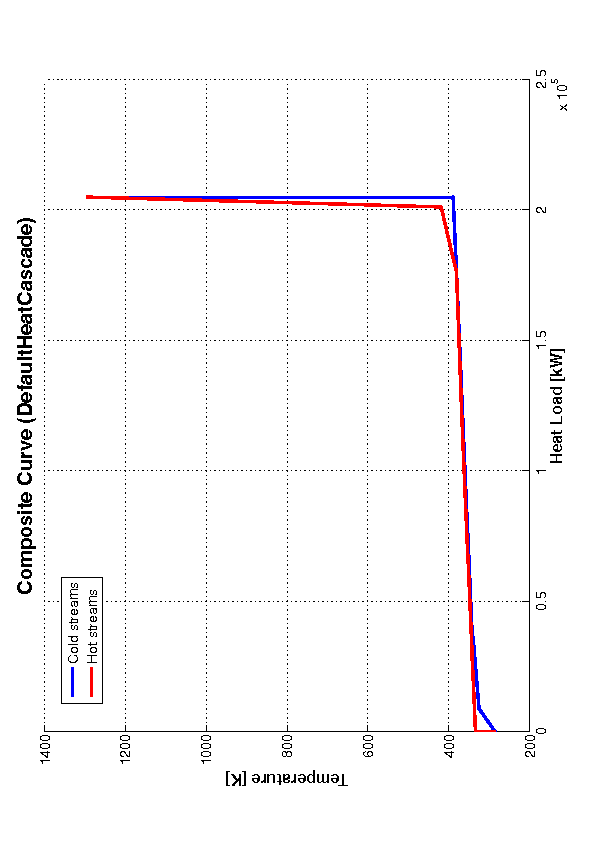 Composite Curve (DefaultHeatCascade)
Cold streams
Hot streams
1400
1200
1000
800
600
400
200
Temperature [K]
0
0.5
1
1.5
2
2.5
x 10^5
Heat Load [kW]